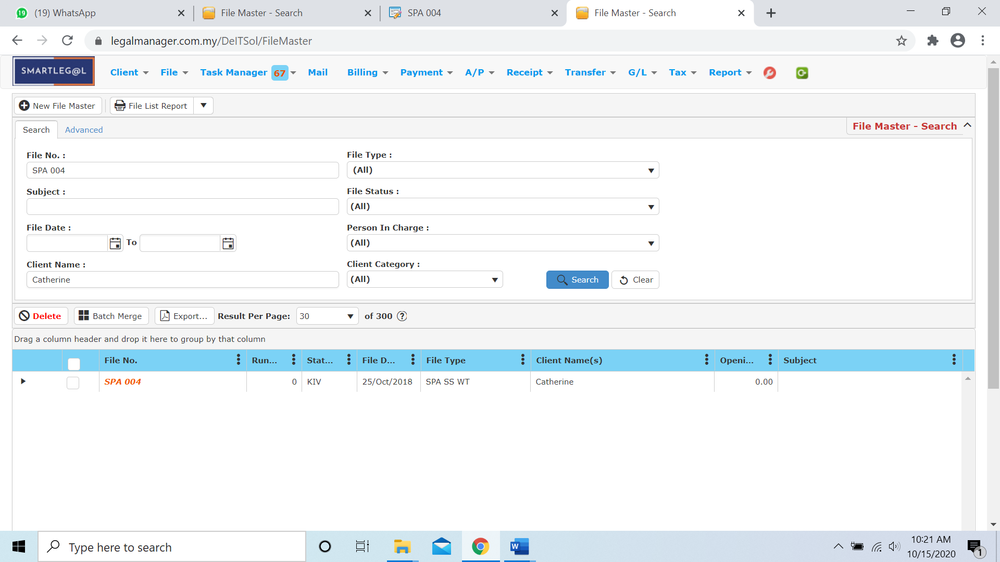 19 (19) WhatsApp
File Master - Search
SPA 004
File Master - Search
legalmanager.com.my/DeITSol/FileMaster
SMARTLEG@L
Client File Task Manager 67 Mail Billing Payment A/P Receipt Transfer G/L Tax Report
New File Master File List Report
Search Advanced File Master - Search
File No. : File Type :
SPA 004 (All)
Subject : File Status :
(All)
File Date : Person In Charge :
To (All)
Client Name : Client Category :
Catherine (All) Search Clear
Delete Batch Merge Export... Result Per Page: 30 of 300 ?
Drag a column header and drop it here to group by that column
File No. Run... Stat... File D... File Type Client Name(s) Openi... Subject
SPA 004 0 KIV 25/Oct/2018 SPA SS WT Catherine 0.00
Type here to search
W
10:21 AM
10/15/2020
1